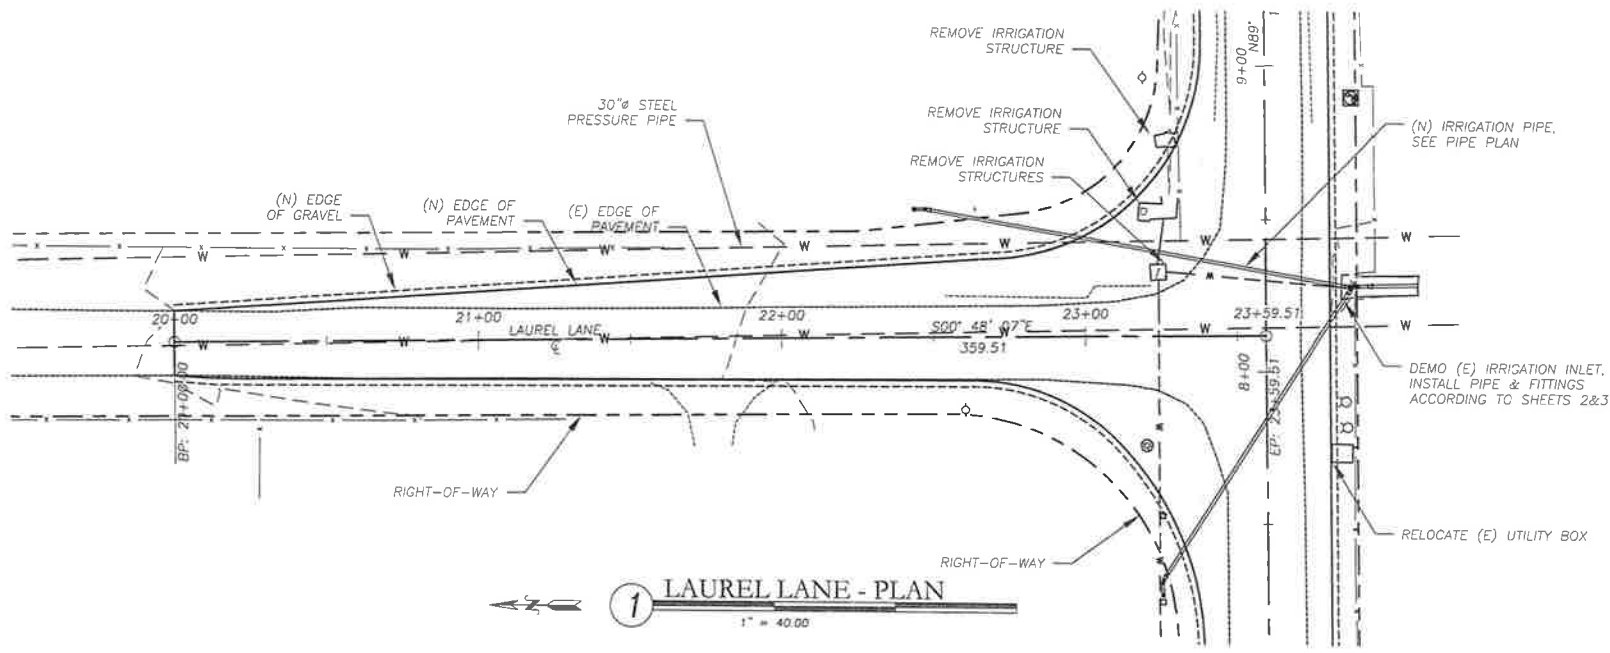 REMOVE IRRIGATION
STRUCTURE
9+00
N89°
30"ø STEEL
PRESSURE PIPE
REMOVE IRRIGATION
STRUCTURE
(N) IRRIGATION PIPE,
SEE PIPE PLAN
REMOVE IRRIGATION
STRUCTURES
(N) EDGE
OF GRAVEL
(N) EDGE OF
PAVEMENT
(E) EDGE OF
PAVEMENT
W W W W W W
W W W
20+00 21+00 22+00 23+00 23+59.51
LAUREL LANE
S00° 48' 07"E
359.51
W W W W W W W
8+00
DEMO (E) IRRIGATION INLET,
INSTALL PIPE & FITTINGS
ACCORDING TO SHEETS 2&3
BP: 20+00.00
EP: 23+59.51
RIGHT-OF-WAY
RELOCATE (E) UTILITY BOX
RIGHT-OF-WAY
N
1 LAUREL LANE - PLAN
1" = 40.00